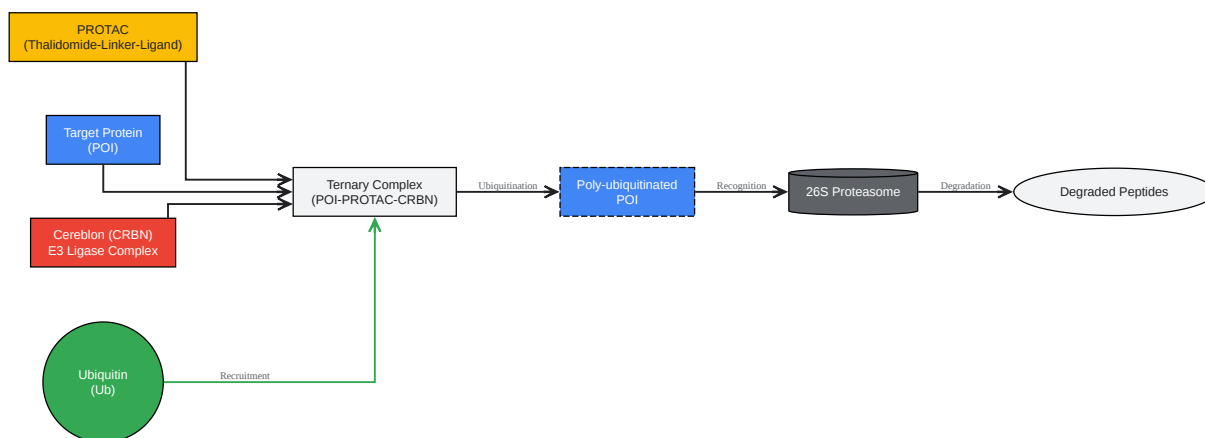 PROTAC
(Thalidomide-Linker-Ligand)
Target Protein
(POI)
Cereblon (CRBN)
E3 Ligase Complex
Ubiquitin
(Ub)
Recruitment
Ternary Complex
(POI-PROTAC-CRBN)
Ubiquitination
Poly-ubiquitinated
POI
Recognition
26S Proteasome
Degradation
Degraded Peptides